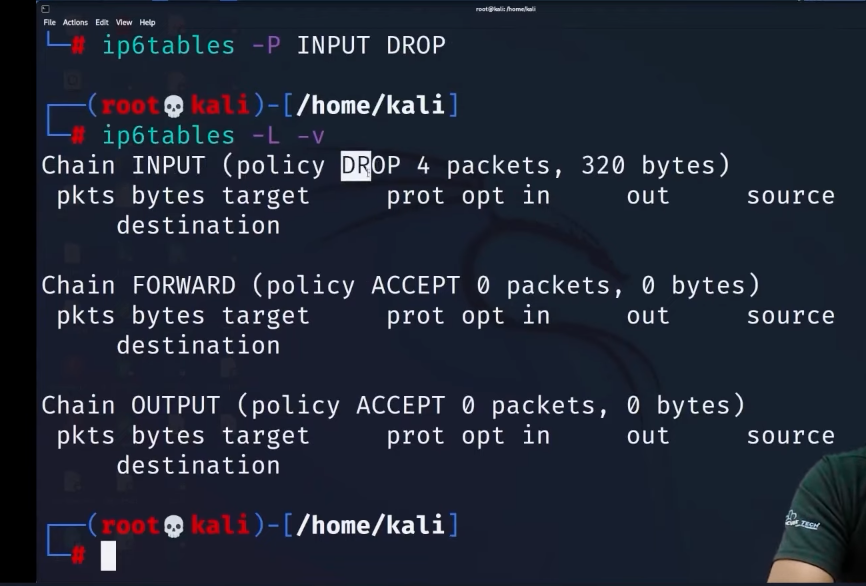 root@kali: /home/kali
File Actions Edit View Help
└─# ip6tables -P INPUT DROP
┌──(root💀kali)-[/home/kali]
└─# ip6tables -L -v
Chain INPUT (policy DROP 4 packets, 320 bytes)
pkts bytes target prot opt in out source
destination
Chain FORWARD (policy ACCEPT 0 packets, 0 bytes)
pkts bytes target prot opt in out source
destination
Chain OUTPUT (policy ACCEPT 0 packets, 0 bytes)
pkts bytes target prot opt in out source
destination
┌──(root💀kali)-[/home/kali]
└─#
TECH